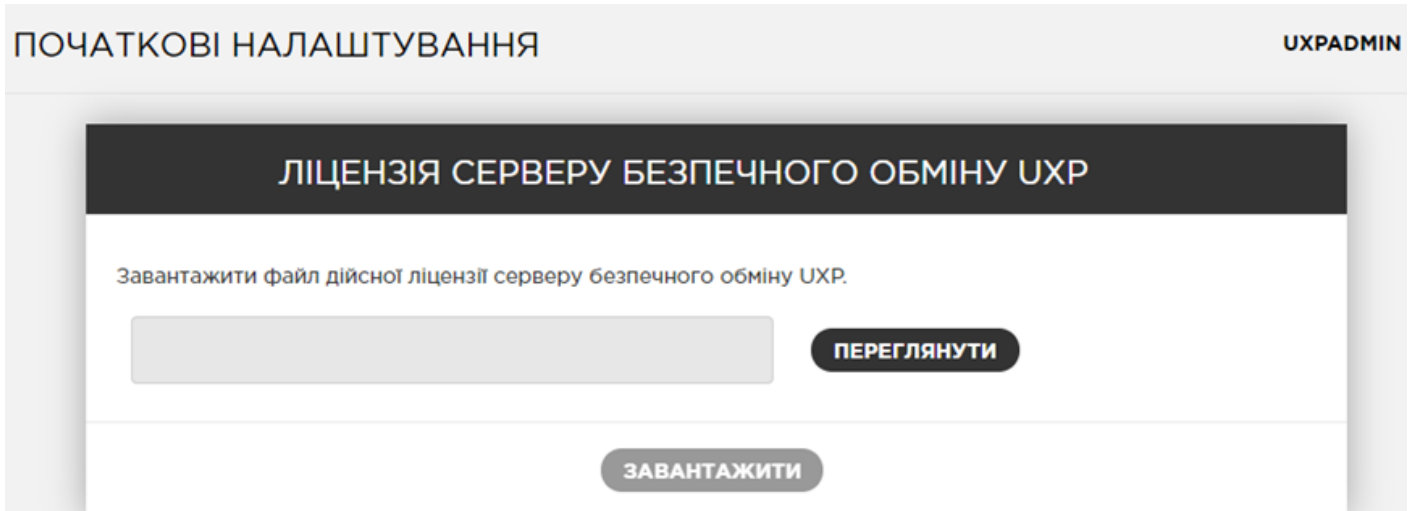 ПОЧАТКОВІ НАЛАШТУВАННЯ
UXPADMIN
ЛІЦЕНЗІЯ СЕРВЕРУ БЕЗПЕЧНОГО ОБМІНУ UXP
Завантажити файл дійсної ліцензії серверу безпечного обміну UXP.
ПЕРЕГЛЯНУТИ
ЗАВАНТАЖИТИ